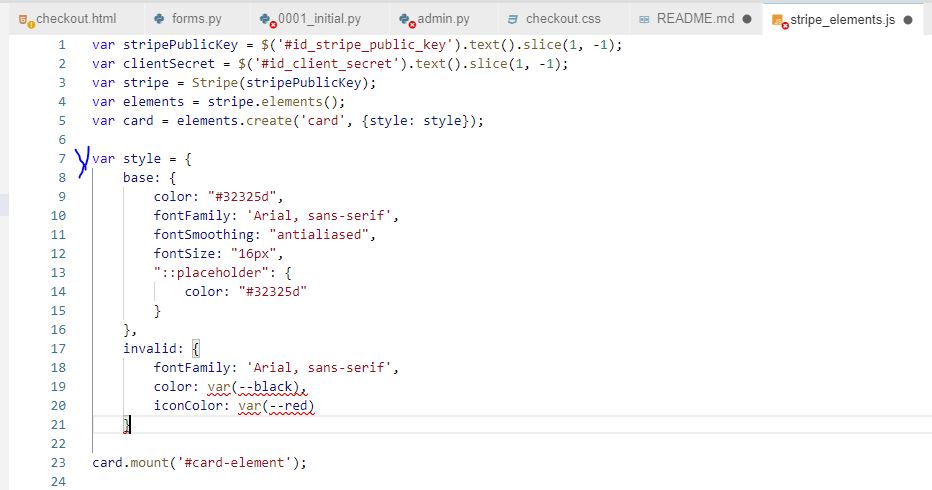 checkout.html forms.py 0001_initial.py admin.py checkout.css README.md stripe_elements.js
1 var stripePublicKey = $('#id_stripe_public_key').text().slice(1, -1);
2 var clientSecret = $('#id_client_secret').text().slice(1, -1);
3 var stripe = Stripe(stripePublicKey);
4 var elements = stripe.elements();
5 var card = elements.create('card', {style: style});
6
7 var style = {
8     base: {
9         color: "#32325d",
10         fontFamily: 'Arial, sans-serif',
11         fontSmoothing: "antialiased",
12         fontSize: "16px",
13         "::placeholder": {
14             color: "#32325d"
15         }
16     },
17     invalid: {
18         fontFamily: 'Arial, sans-serif',
19         color: var(--black),
20         iconColor: var(--red)
21     }
22
23 card.mount('#card-element');
24